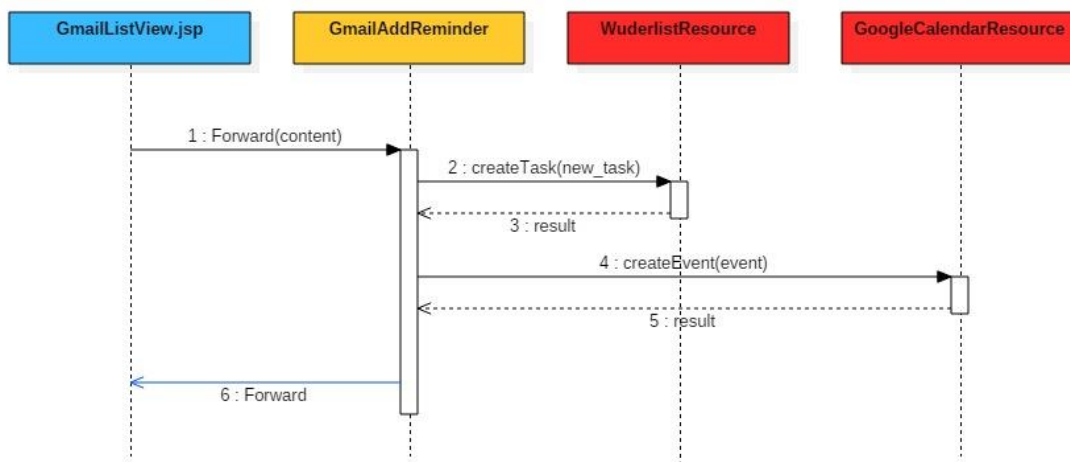 GmailListView.jsp
GmailAddReminder
WuderlistResource
GoogleCalendarResource
1 : Forward(content)
2 : createTask(new_task)
3 : result
4 : createEvent(event)
5 : result
6 : Forward